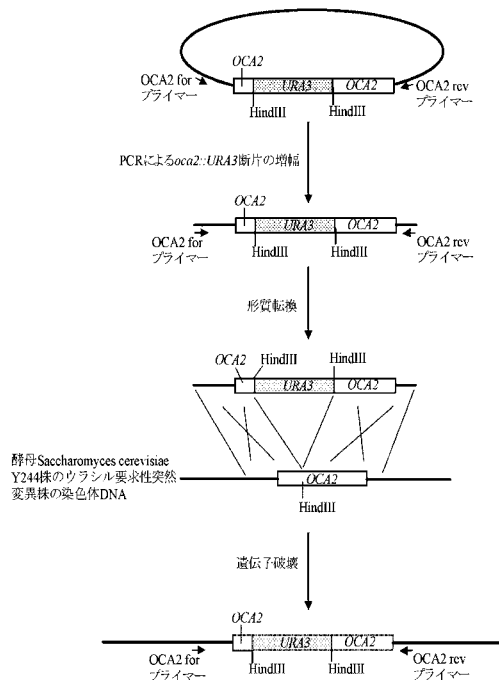 OCA2
OCA2 for
プライマー
URA3
OCA2
OCA2 rev
プライマー
HindIII
HindIII
PCRによるoca2::URA3断片の増幅
OCA2
URA3
OCA2
OCA2 for
プライマー
HindIII
HindIII
OCA2 rev
プライマー
形質転換
OCA2
HindIII
HindIII
URA3
OCA2
酵母Saccharomyces cerevisiae
Y244株のウラシル要求性突然
変異株の染色体DNA
OCA2
HindIII
遺伝子破壊
OCA2
URA3
OCA2
OCA2 for
プライマー
HindIII
HindIII
OCA2 rev
プライマー